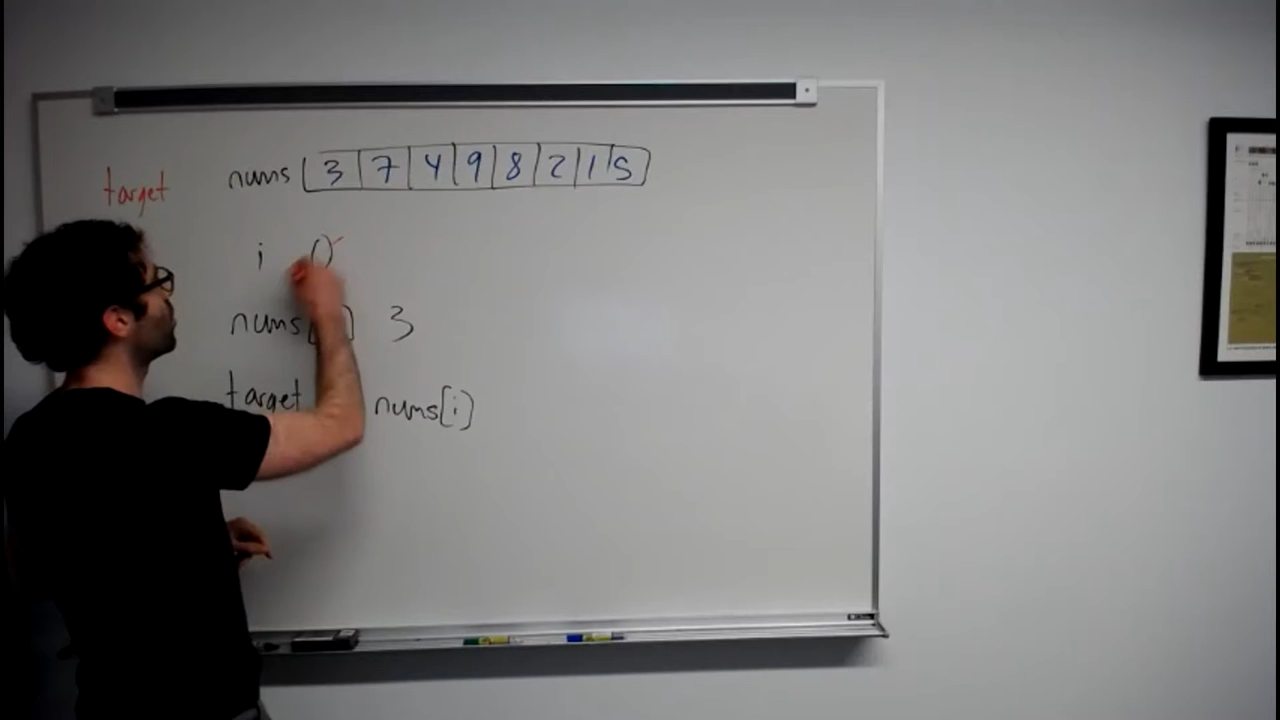 target nums 3 7 4 9 8 2 1 5
i 0
nums[ ] 3
target nums[i]